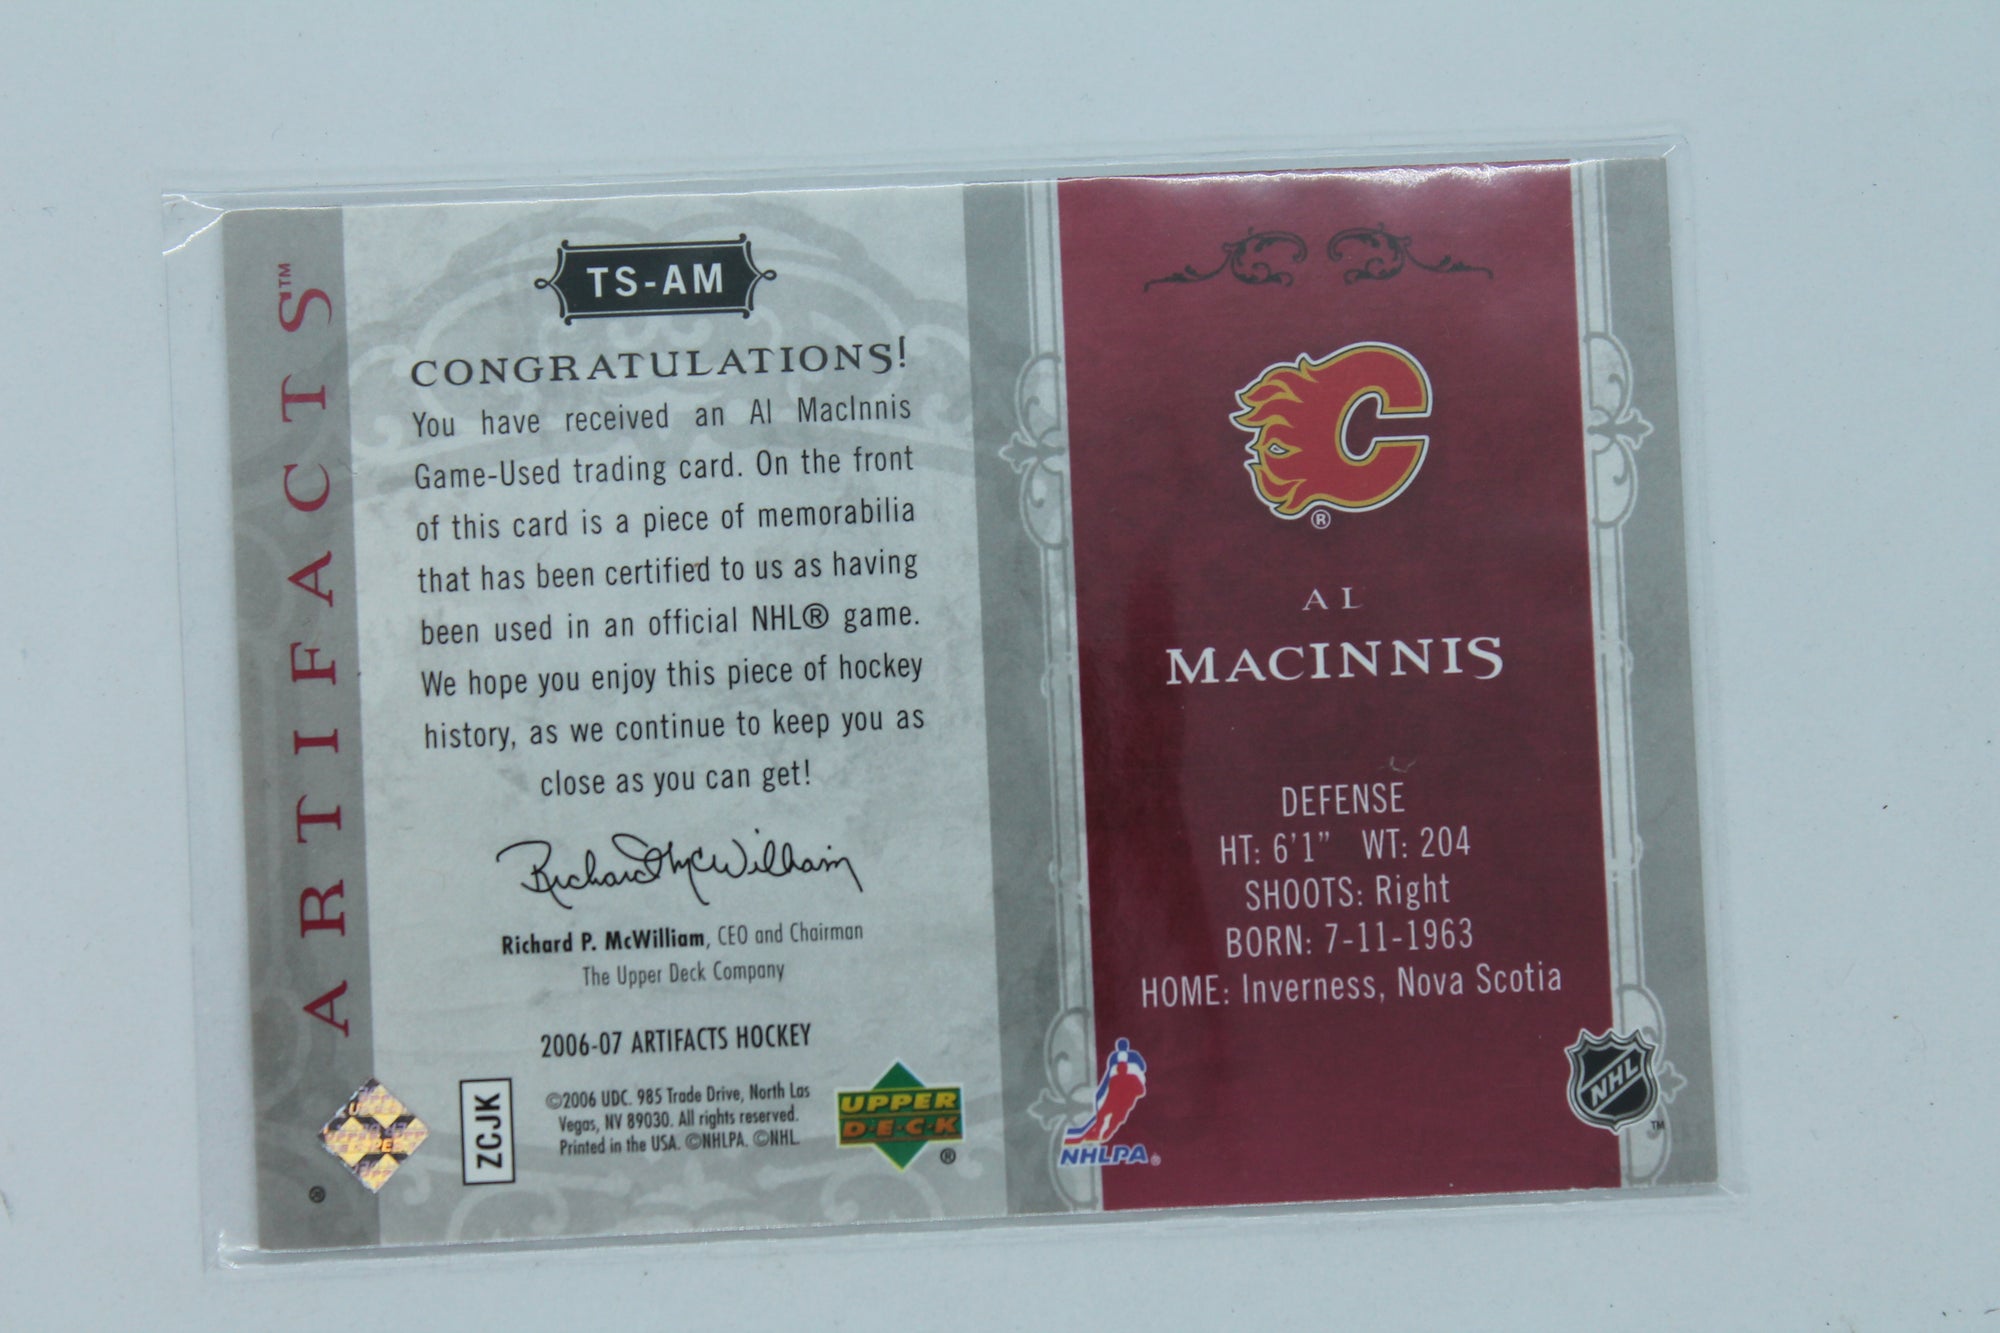 ARTIFACTS™
TS-AM
CONGRATULATIONS!
You have received an Al MacInnis
Game-Used trading card. On the front
of this card is a piece of memorabilia
that has been certified to us as having
been used in an official NHL® game.
We hope you enjoy this piece of hockey
history, as we continue to keep you as
close as you can get!
Richard McWilliam
Richard P. McWilliam, CEO and Chairman
The Upper Deck Company
2006-07 ARTIFACTS HOCKEY
ZCJK
©2006 UDC. 985 Trade Drive, North Las
Vegas, NV 89030. All rights reserved.
Printed in the USA. ©NHLPA. ©NHL.
UPPER
D·E·C·K
®
®
C
®
AL
MACINNIS
DEFENSE
HT: 6'1" WT: 204
SHOOTS: Right
BORN: 7-11-1963
HOME: Inverness, Nova Scotia
NHLPA®
NHL
TM